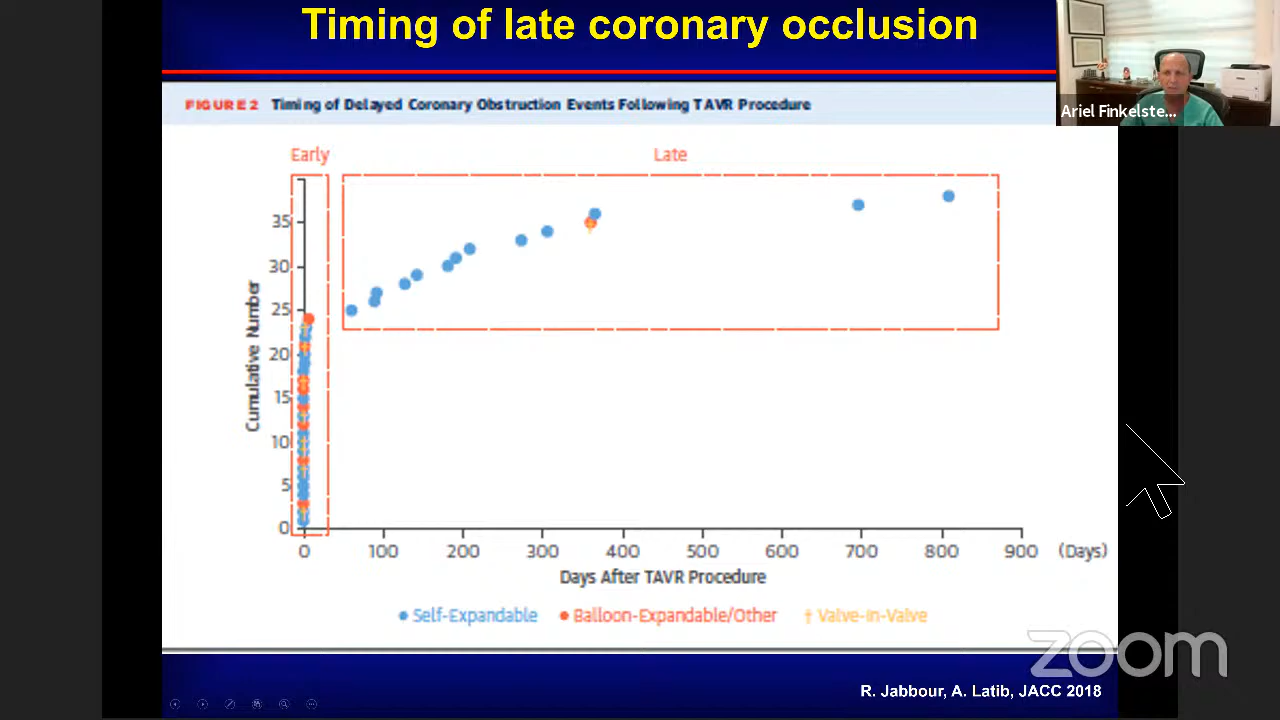 Timing of late coronary occlusion
Ariel Finkelste...
FIGURE 2 Timing of Delayed Coronary Obstruction Events Following TAVR Procedure
Early
Late
Cumulative Number
35
30
25
20
15
10
5
0
0 100 200 300 400 500 600 700 800 900 (Days)
Days After TAVR Procedure
Self-Expandable Balloon-Expandable/Other † Valve-In-Valve
zoom
R. Jabbour, A. Latib, JACC 2018